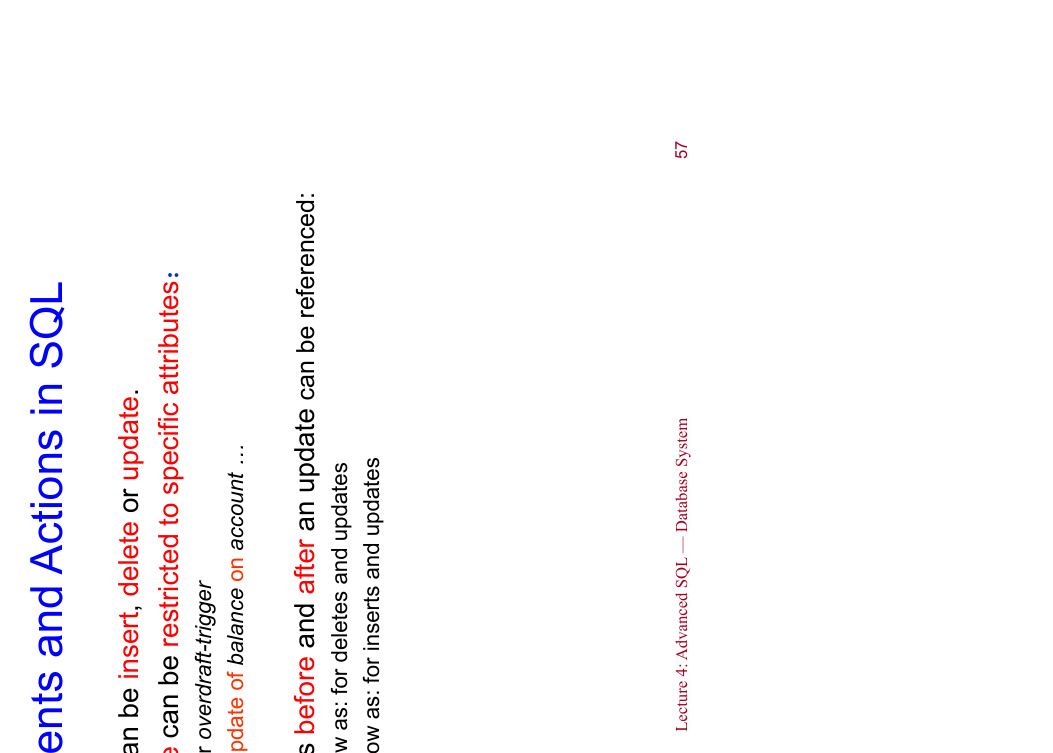 ents and Actions in SQL
an be insert, delete or update.
e can be restricted to specific attributes:
r overdraft-trigger
pdate of balance on account …
s before and after an update can be referenced:
w as: for deletes and updates
ow as: for inserts and updates
Lecture 4: Advanced SQL — Database System 57